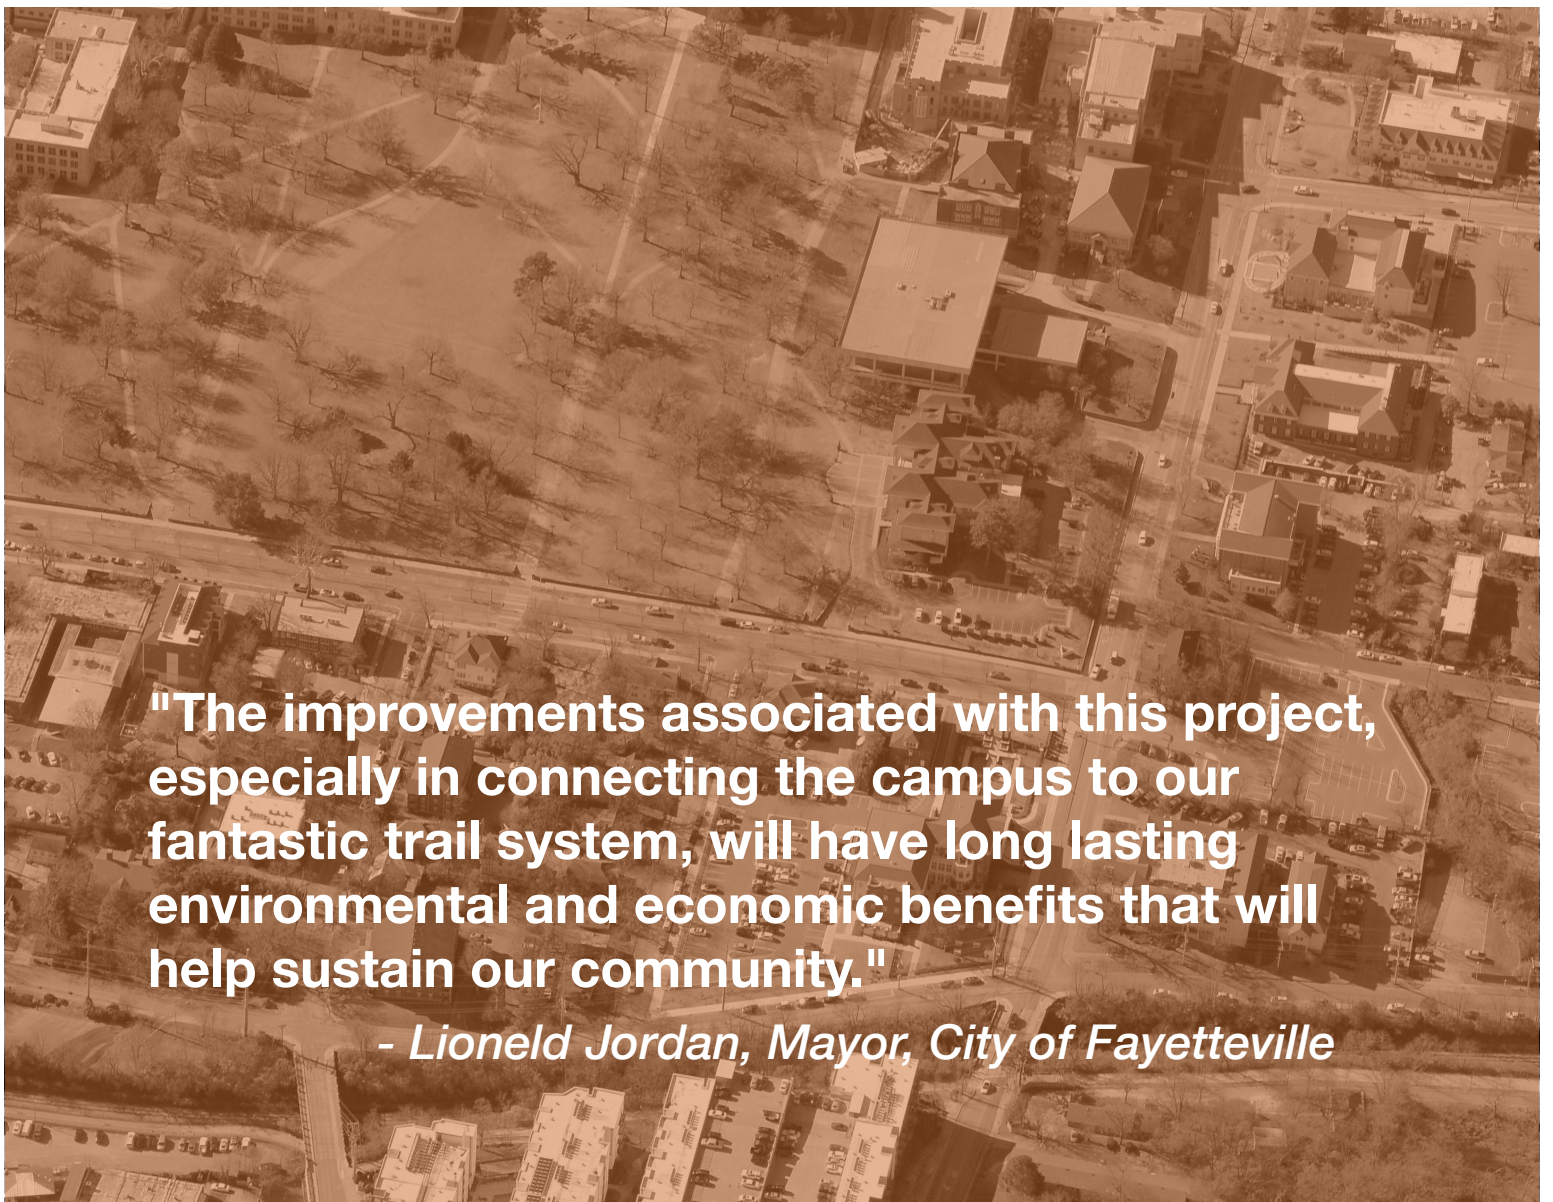 "The improvements associated with this project,
especially in connecting the campus to our
fantastic trail system, will have long lasting
environmental and economic benefits that will
help sustain our community."
- Lioneld Jordan, Mayor, City of Fayetteville